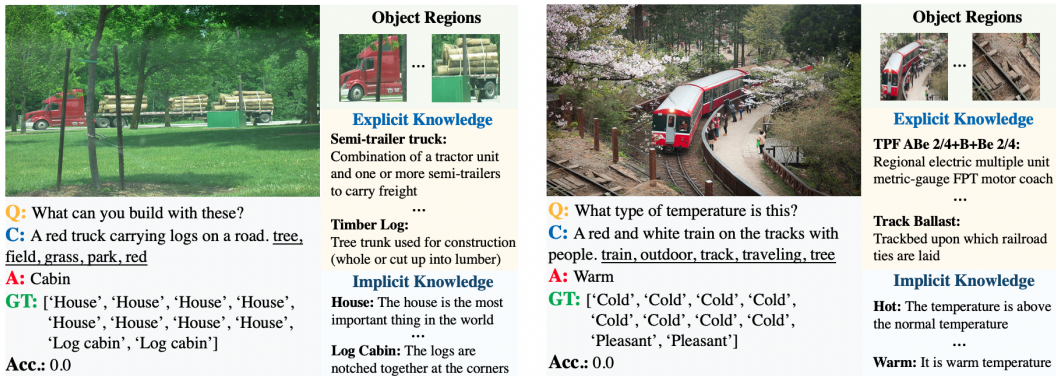 Object Regions
...
Explicit Knowledge
Semi-trailer truck:
Combination of a tractor unit
and one or more semi-trailers
to carry freight
...
Timber Log:
Tree trunk used for construction
(whole or cut up into lumber)
Implicit Knowledge
House: The house is the most
important thing in the world
...
Log Cabin: The logs are
notched together at the corners
Q: What can you build with these?
C: A red truck carrying logs on a road. tree,
field, grass, park, red
A: Cabin
GT: [‘House’, ‘House’, ‘House’, ‘House’,
‘House’, ‘House’, ‘House’, ‘House’,
‘Log cabin’, ‘Log cabin’]
Acc.: 0.0
Object Regions
...
Explicit Knowledge
TPF ABe 2/4+B+Be 2/4:
Regional electric multiple unit
metric-gauge FPT motor coach
...
Track Ballast:
Trackbed upon which railroad
ties are laid
Implicit Knowledge
Hot: The temperature is above
the normal temperature
...
Warm: It is warm temperature
Q: What type of temperature is this?
C: A red and white train on the tracks with
people. train, outdoor, track, traveling, tree
A: Warm
GT: [‘Cold’, ‘Cold’, ‘Cold’, ‘Cold’,
‘Cold’, ‘Cold’, ‘Cold’, ‘Cold’,
‘Pleasant’, ‘Pleasant’]
Acc.: 0.0